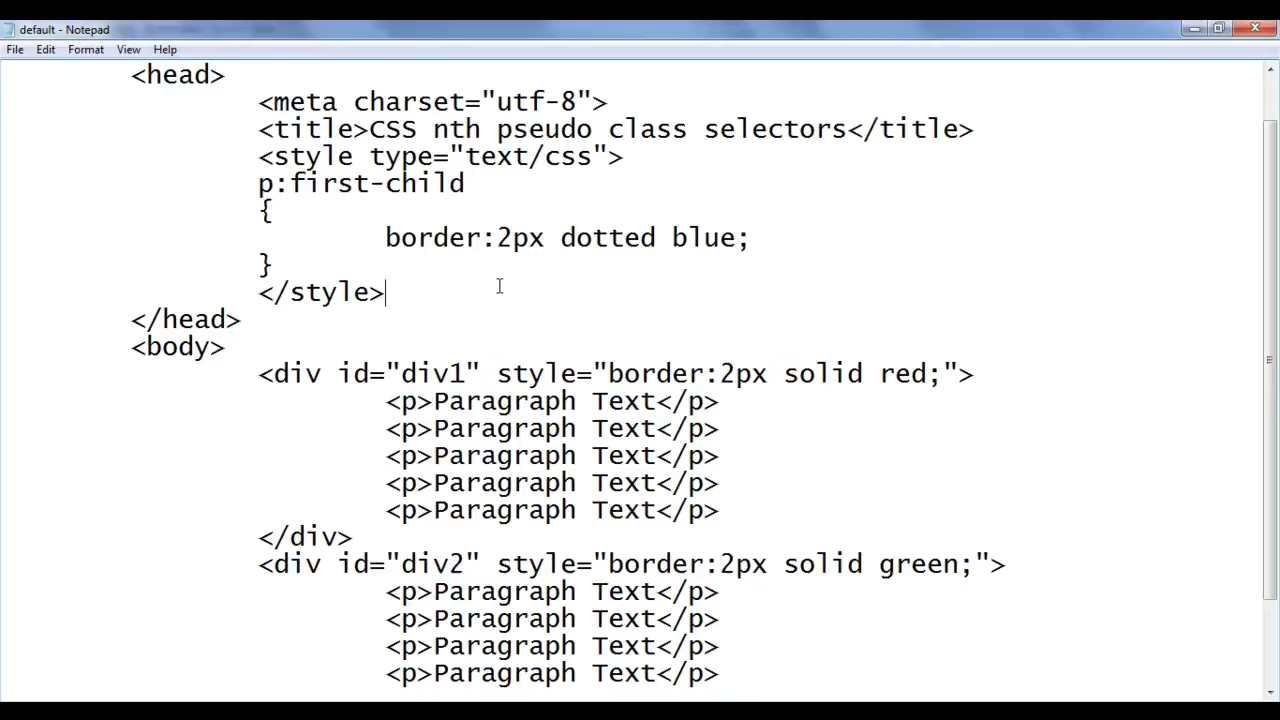 default - Notepad
File Edit Format View Help
<head>
<meta charset="utf-8">
<title>CSS nth pseudo class selectors</title>
<style type="text/css">
p:first-child
{
border:2px dotted blue;
}
</style>
</head>
<body>
<div id="div1" style="border:2px solid red;">
<p>Paragraph Text</p>
<p>Paragraph Text</p>
<p>Paragraph Text</p>
<p>Paragraph Text</p>
<p>Paragraph Text</p>
</div>
<div id="div2" style="border:2px solid green;">
<p>Paragraph Text</p>
<p>Paragraph Text</p>
<p>Paragraph Text</p>
<p>Paragraph Text</p>